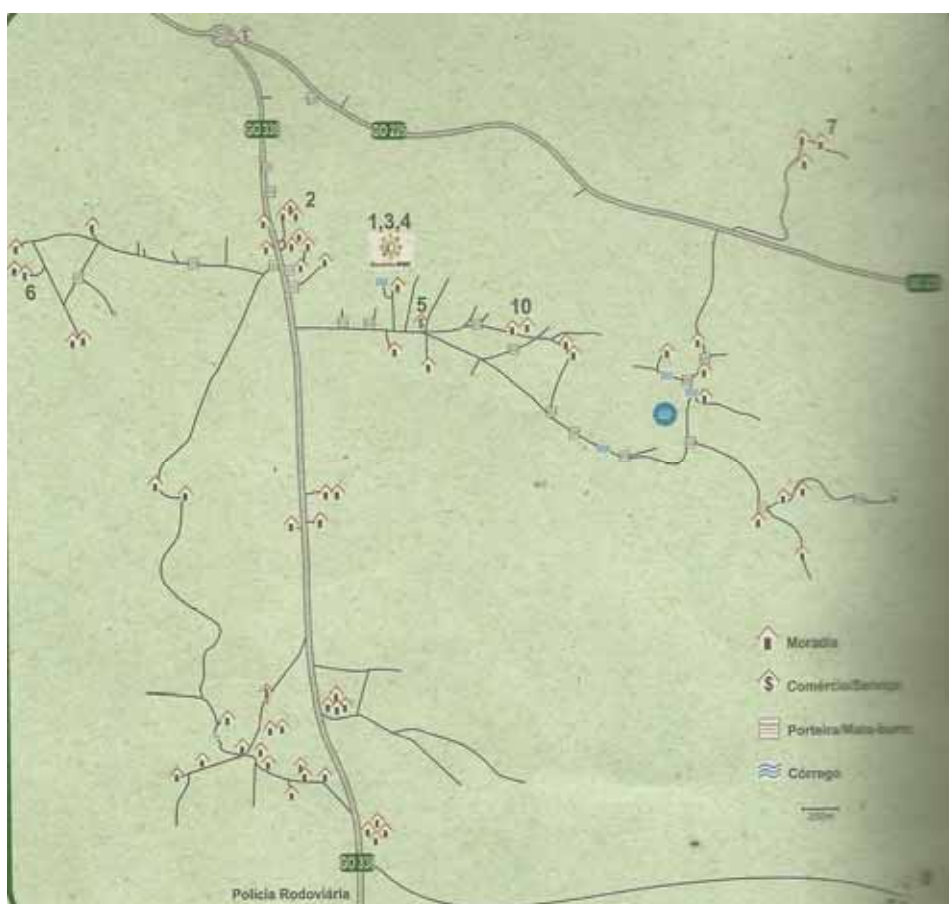 GO 338
GO 225
7
2
1,3,4
6
5
10
Moradia
$ Comércio/Serviço
Porteira/Mata-burro
Córrego
GO 338
Polícia Rodoviária